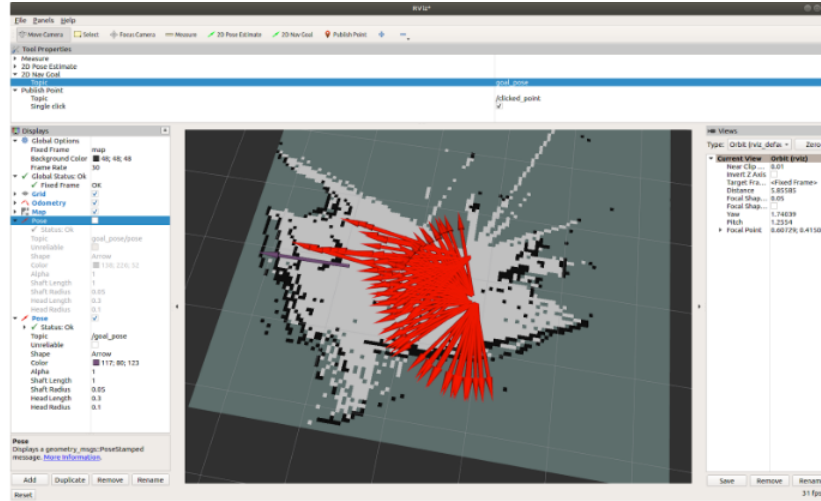 RViz*
File Panels Help
Move Camera Select Focus Camera Measure 2D Pose Estimate 2D Nav Goal Publish Point
Tool Properties
Measure
2D Pose Estimate
2D Nav Goal
Topic goal_pose
Publish Point
Topic /clicked_point
Single click
Displays
Global Options
Fixed Frame map
Background Color 48; 48; 48
Frame Rate 30
Global Status: Ok
Fixed Frame OK
Grid
Odometry
Map
Pose
Status: Ok
Topic goal_pose/pose
Unreliable
Shape Arrow
Color
Alpha 1
Shaft Length 1
Shaft Radius 0.05
Head Length 0.3
Head Radius 0.1
Pose
Status: Ok
Topic /goal_pose
Unreliable
Shape Arrow
Color 117; 80; 123
Alpha 1
Shaft Length 1
Shaft Radius 0.05
Head Length 0.3
Head Radius 0.1
Pose
Displays a geometry_msgs::PoseStamped
message. More Information.
Add Duplicate Remove Rename
Reset
Views
Type: Orbit (rviz_defau Zero
Current View Orbit (rviz)
Near Clip ... 0.01
Invert Z Axis
Target Fra... <Fixed Frame>
Distance 5.85585
Focal Shap... 0.05
Focal Shap...
Yaw 1.74039
Pitch 1.2554
Focal Point 0.60729; 0.4150
Save Remove Renam
31 fps